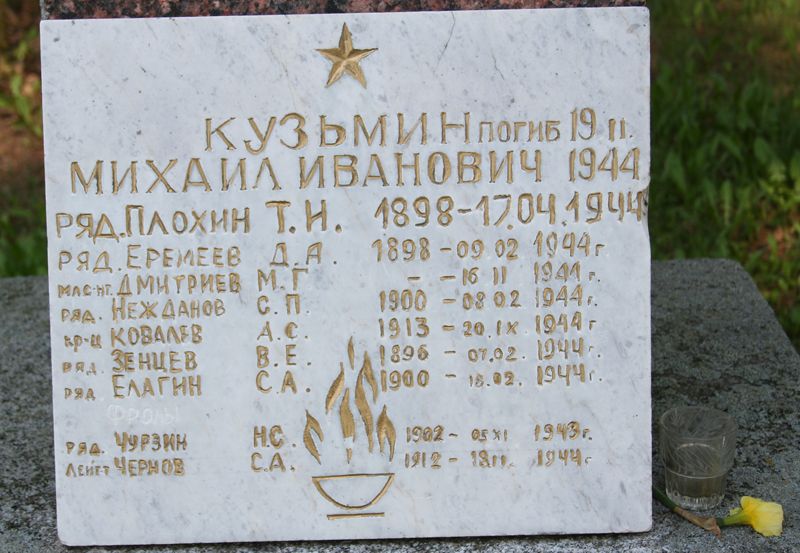 КУЗЬМИН ПОГИБ 19 II.
МИХАИЛ ИВАНОВИЧ 1944
РЯД. ПЛОХИН Т.И. 1898-17.04.1944
РЯД. ЕРЕМЕЕВ Д.А. 1898-09.02 1944г
МЛ.С-НТ. ДМИТРИЕВ М.Г - - 16 II 1944г.
РЯД. НЕЖДАНОВ С.П. 1900-08.02 1944г.
КР-Ц КОВАЛЕВ А.С. 1913-20.IX. 1944г.
РЯД. ЗЕНЦЕВ В.Е. 1896-07.02. 1944г.
РЯД ЕЛАГИН С.А. 1900-18.02. 1944г.
РЯД. ЧУРЗИН Н.С. 1902-05 XI 1943г.
ЛЕЙТ ЧЕРНОВ С.А. 1912-18.II. 1944г.